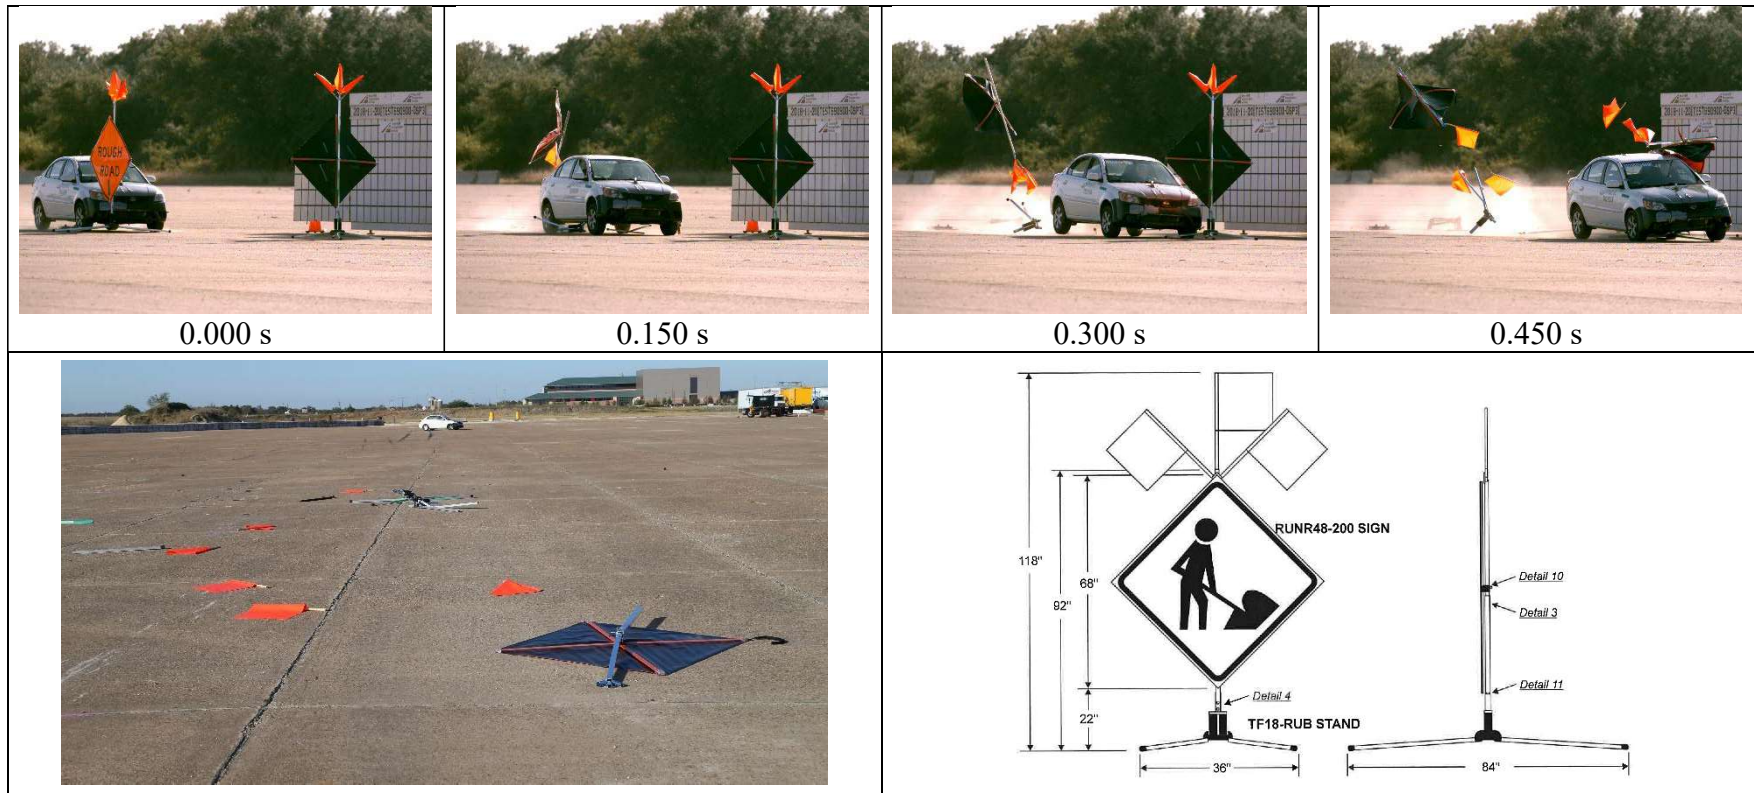 ROUGH
ROAD
0.000 s
0.150 s
0.300 s
0.450 s
118"
92"
68"
22"
RUNR48-200 SIGN
Detail 4
TF18-RUB STAND
36"
Detail 10
Detail 3
Detail 11
84"